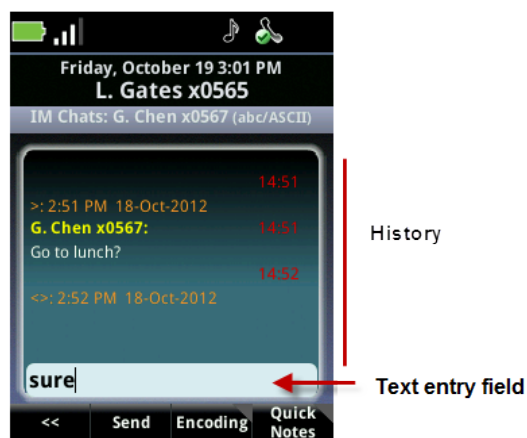 Friday, October 19 3:01 PM
L. Gates x0565
IM Chats: G. Chen x0567 (abc/ASCII)
14:51
>: 2:51 PM 18-Oct-2012
G. Chen x0567: 14:51
Go to lunch?
14:52
<>: 2:52 PM 18-Oct-2012
History
sure
Text entry field
<< Send Encoding Quick Notes